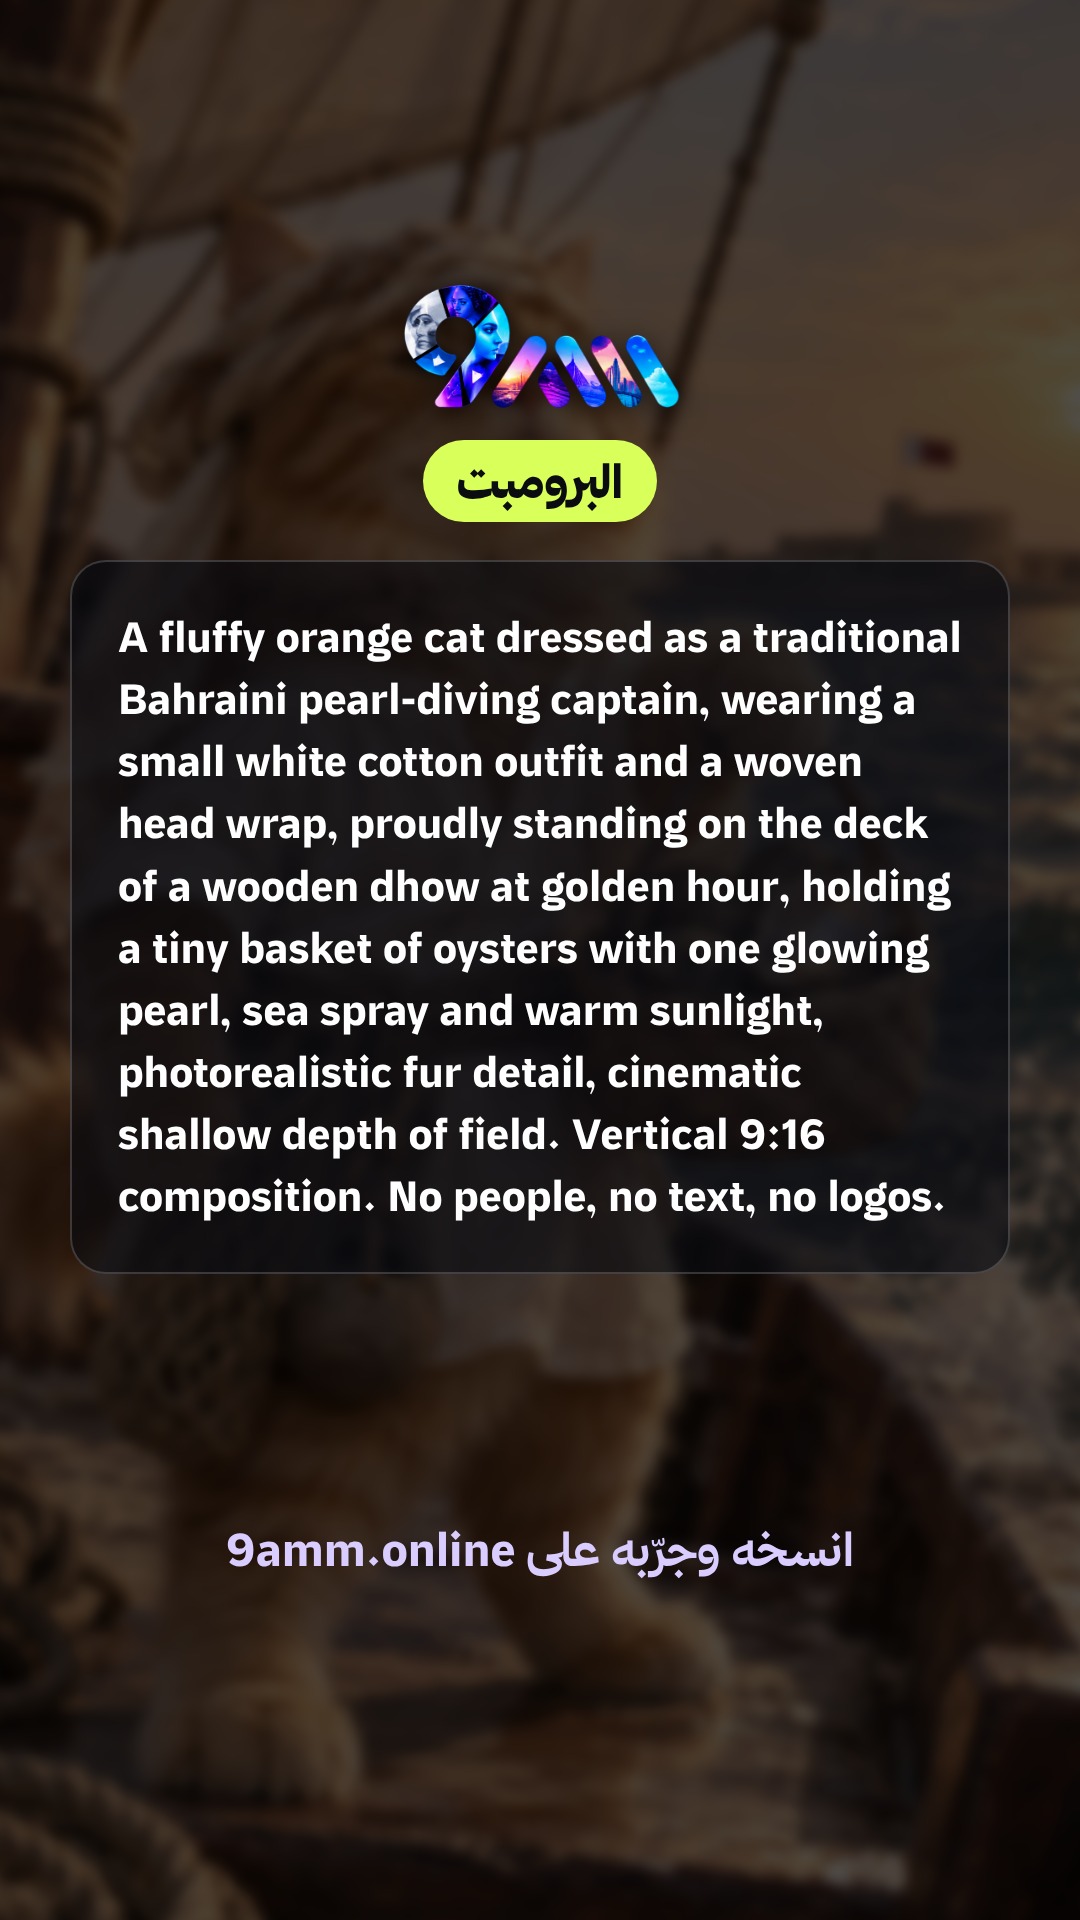 9amm
البرومبت
A fluffy orange cat dressed as a traditional
Bahraini pearl-diving captain, wearing a
small white cotton outfit and a woven
head wrap, proudly standing on the deck
of a wooden dhow at golden hour, holding
a tiny basket of oysters with one glowing
pearl, sea spray and warm sunlight,
photorealistic fur detail, cinematic
shallow depth of field. Vertical 9:16
composition. No people, no text, no logos.
انسخه وجرّبه على 9amm.online